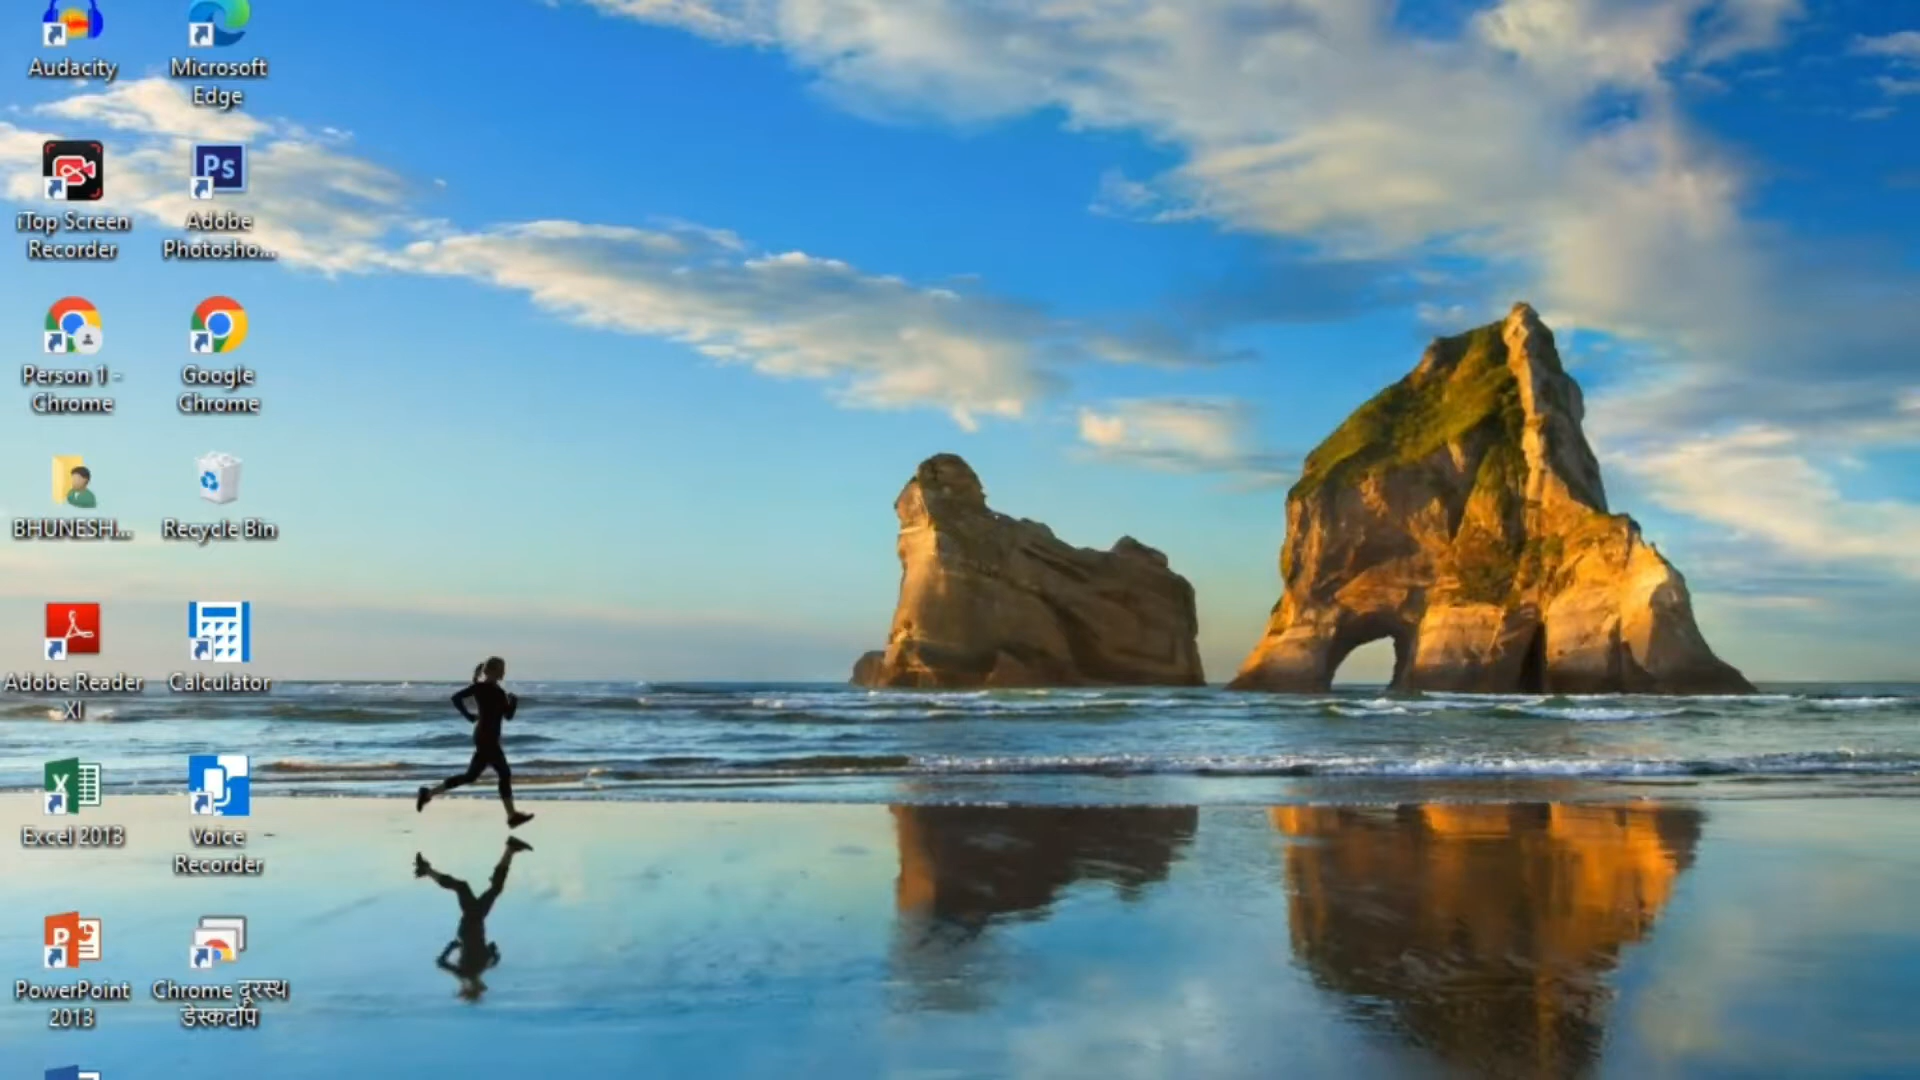 Audacity
Microsoft
Edge
iTop Screen
Recorder
Ps
Adobe
Photosho...
Person 1 -
Chrome
Google
Chrome
BHUNESH...
Recycle Bin
Adobe Reader
XI
Calculator
Excel 2013
Voice
Recorder
PowerPoint
2013
Chrome दूरस्थ
डेस्कटॉप